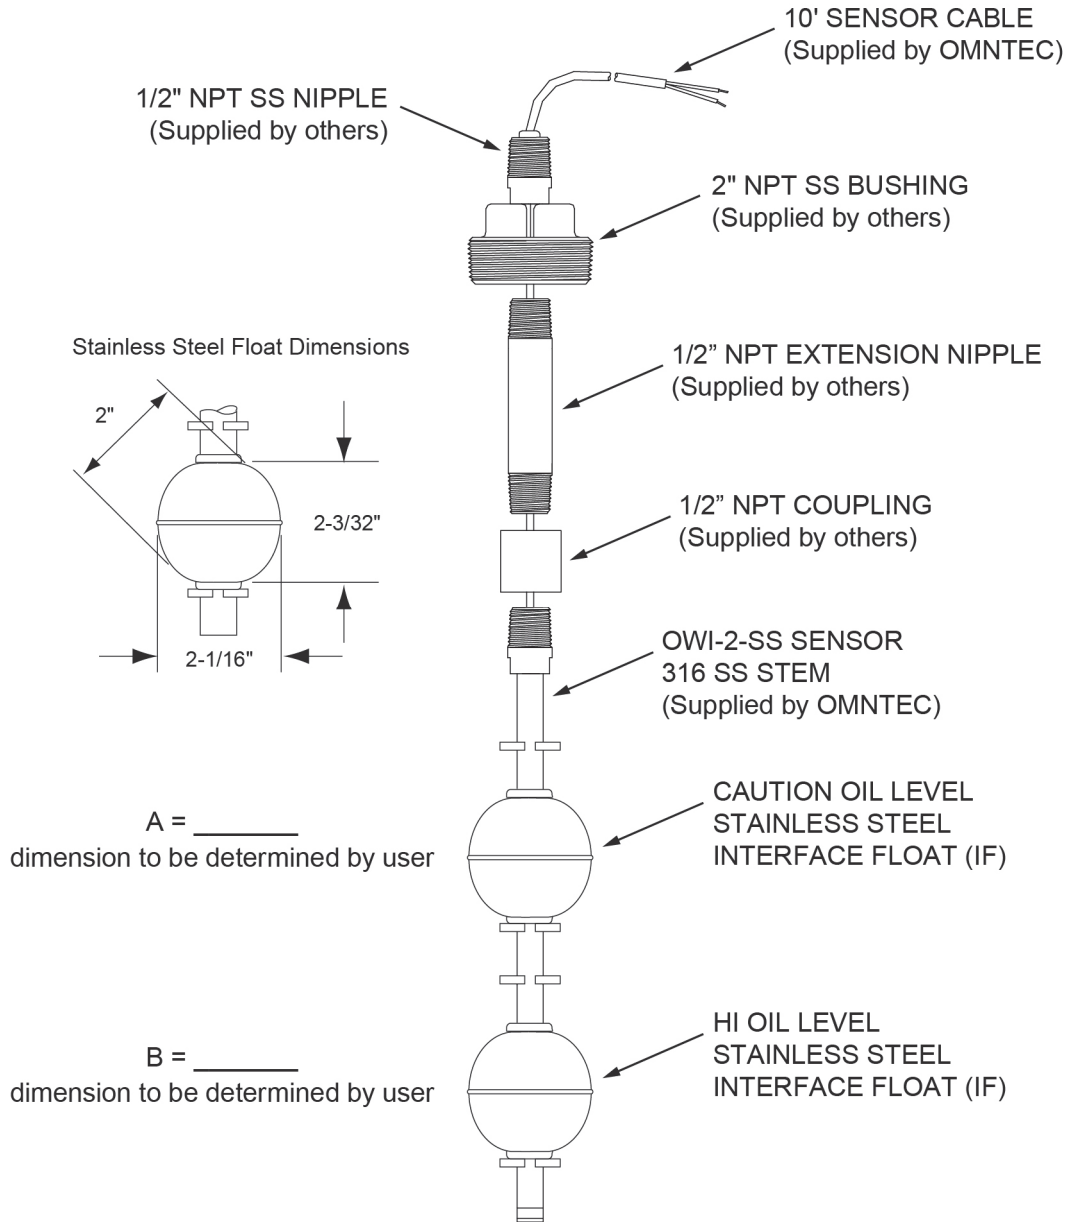 10' SENSOR CABLE
(Supplied by OMNTEC)
1/2" NPT SS NIPPLE
(Supplied by others)
2" NPT SS BUSHING
(Supplied by others)
Stainless Steel Float Dimensions
2"
2-3/32"
2-1/16"
1/2” NPT EXTENSION NIPPLE
(Supplied by others)
1/2” NPT COUPLING
(Supplied by others)
OWI-2-SS SENSOR
316 SS STEM
(Supplied by OMNTEC)
A = _______
dimension to be determined by user
CAUTION OIL LEVEL
STAINLESS STEEL
INTERFACE FLOAT (IF)
B = _______
dimension to be determined by user
HI OIL LEVEL
STAINLESS STEEL
INTERFACE FLOAT (IF)